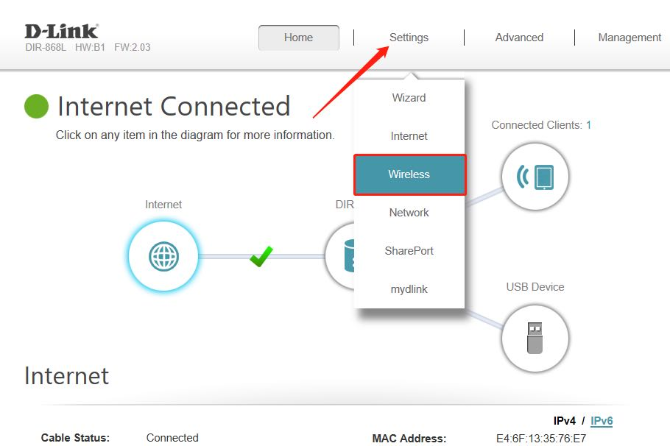 D-Link
DIR-868L HW:B1 FW:2.03
Home
Settings
Advanced
Management
Wizard
Internet
Wireless
Network
SharePort
mydlink
Internet Connected
Click on any item in the diagram for more information.
Connected Clients: 1
Internet
DIR
USB Device
Internet
IPv4 / IPv6
Cable Status: Connected
MAC Address: E4:6F:13:35:76:E7